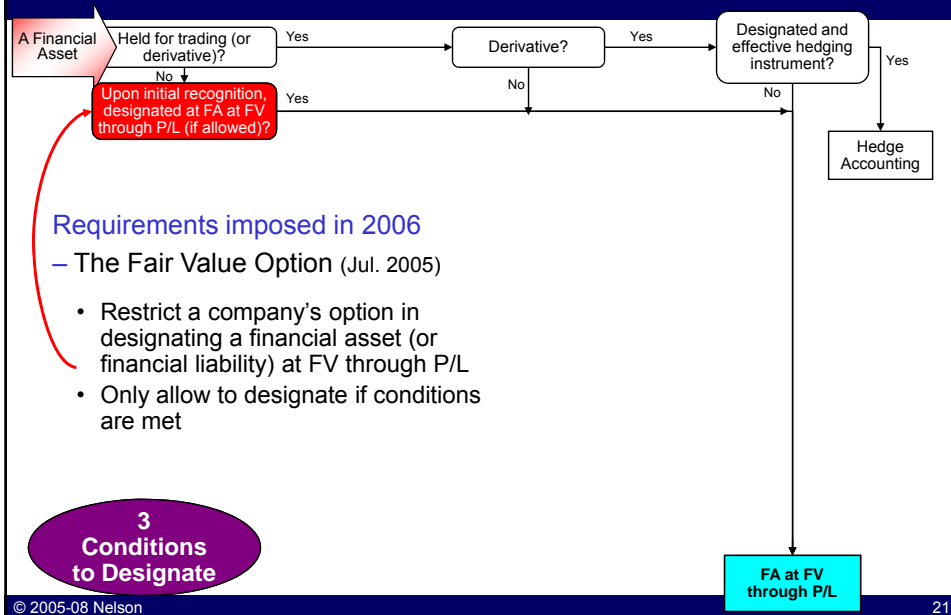 A Financial
Asset
Held for trading (or
derivative)?
Yes
Derivative?
Yes
Designated and
effective hedging
instrument?
Yes
No
No
No
Upon initial recognition,
designated at FA at FV
through P/L (if allowed)?
Yes
Hedge
Accounting
Requirements imposed in 2006
– The Fair Value Option (Jul. 2005)
• Restrict a company's option in
designating a financial asset (or
financial liability) at FV through P/L
• Only allow to designate if conditions
are met
3
Conditions
to Designate
FA at FV
through P/L
© 2005-08 Nelson
21